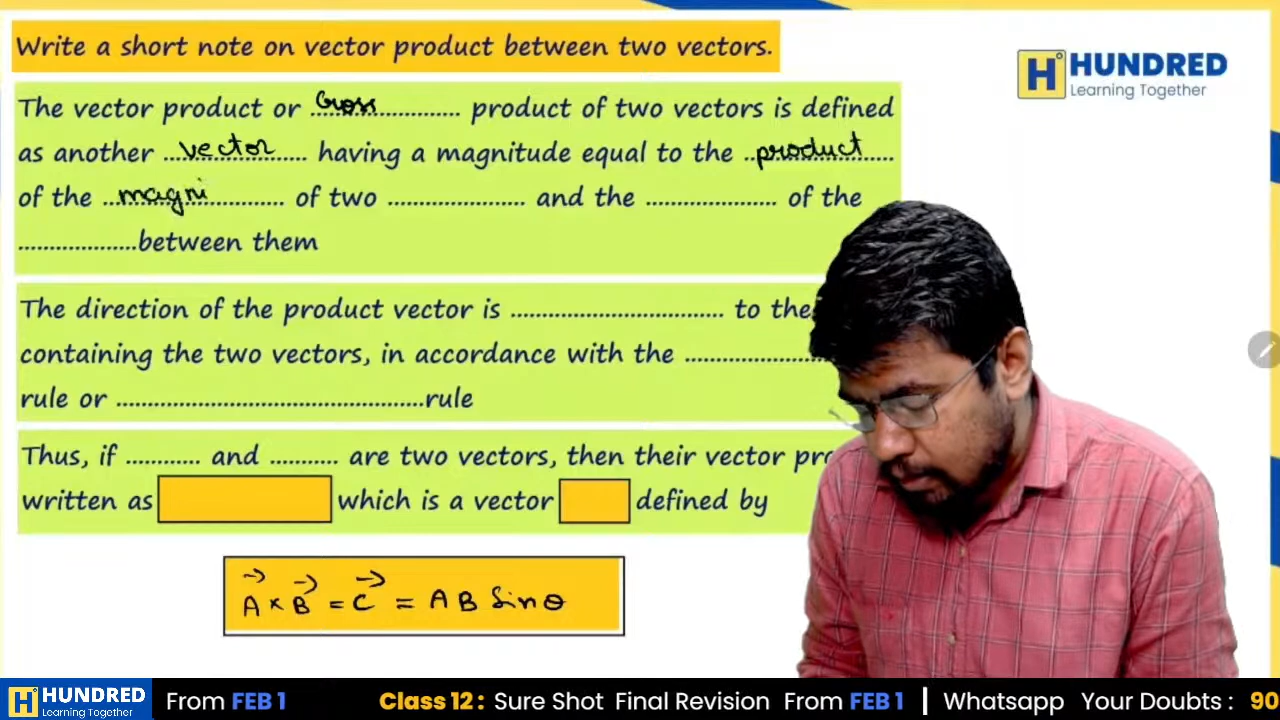 Write a short note on vector product between two vectors.
HUNDRED
Learning Together
The vector product or ...Cross............... product of two vectors is defined
as another ...vector...... having a magnitude equal to the ..product.....
of the ..magni............ of two ...................... and the ..................... of the
...................between them
The direction of the product vector is .................................. to the
containing the two vectors, in accordance with the ......................
rule or .................................................rule
Thus, if ............ and ........... are two vectors, then their vector pro
written as which is a vector defined by
A⃗ × B⃗ = C⃗ = A B Sin θ
HUNDRED
Learning Together
From FEB 1 Class 12 : Sure Shot Final Revision From FEB 1 | Whatsapp Your Doubts : 90